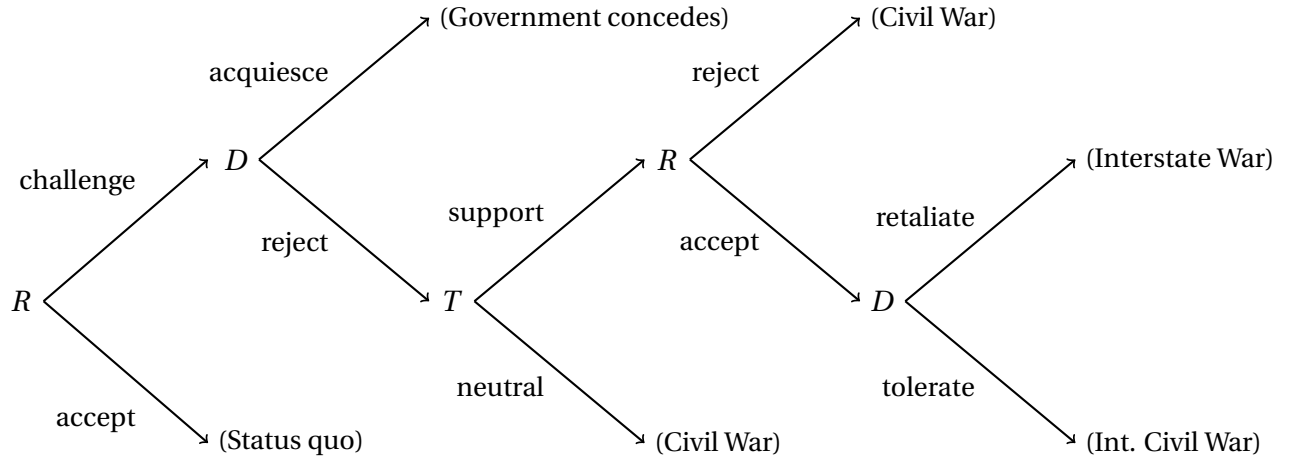 (Government concedes)
(Civil War)
acquiesce
reject
D
R
(Interstate War)
challenge
support
retaliate
reject
accept
R
T
D
neutral
tolerate
accept
(Status quo)
(Civil War)
(Int. Civil War)